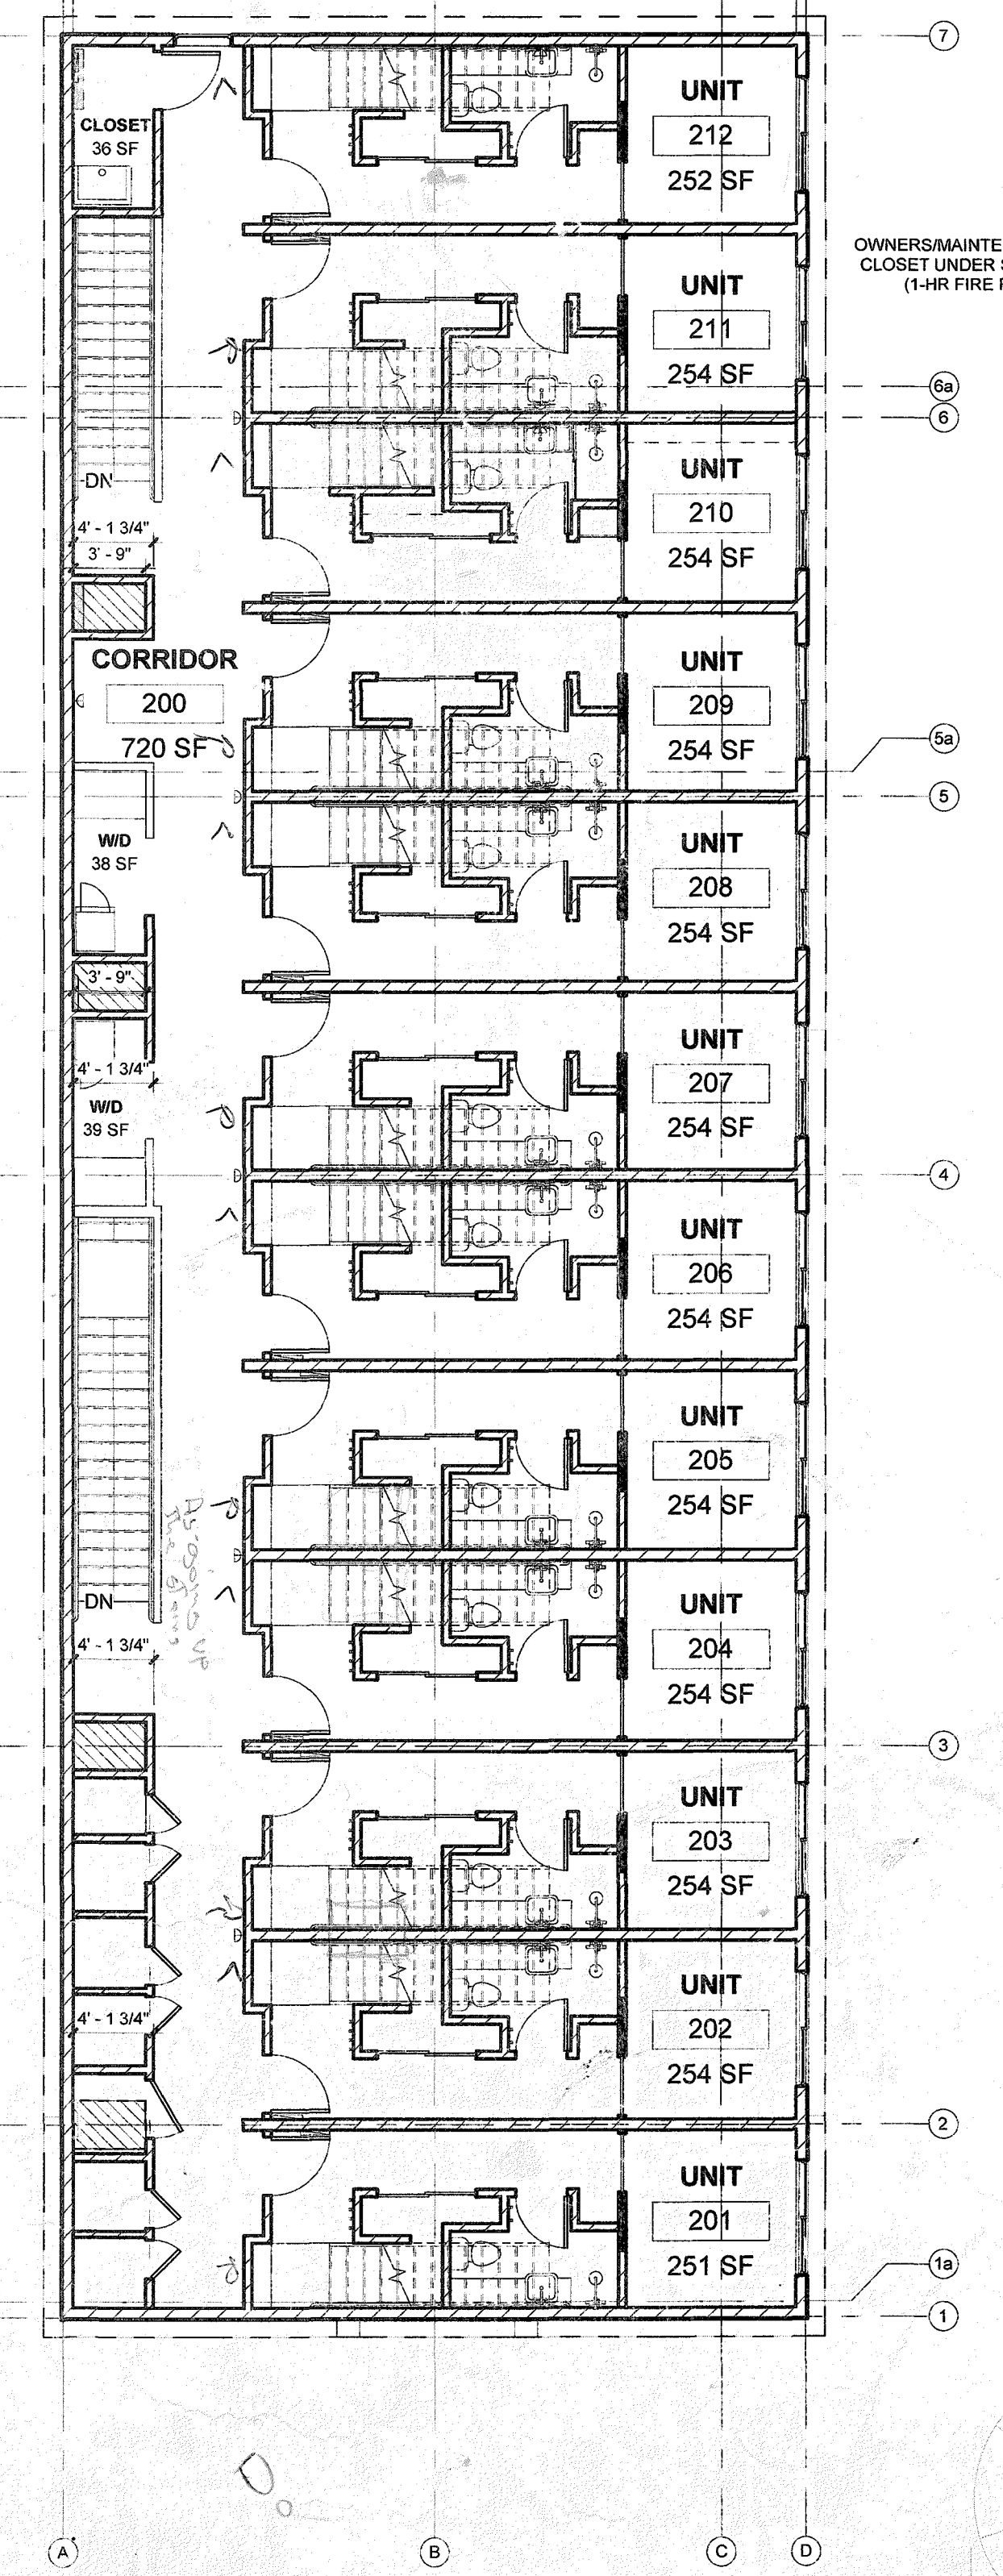 7
UNIT
212
252 SF
CLOSET
36 SF
OWNERS/MAINTE
CLOSET UNDER
(1-HR FIRE
UNIT
211
254 SF
6a
6
UNIT
210
254 SF
DN
4' - 1 3/4"
3' - 9"
CORRIDOR
200
720 SF
UNIT
209
254 SF
5a
5
W/D
38 SF
UNIT
208
254 SF
3' - 9"
4' - 1 3/4"
W/D
39 SF
UNIT
207
254 SF
4
UNIT
206
254 SF
UNIT
205
254 SF
DN
4' - 1 3/4"
UNIT
204
254 SF
3
UNIT
203
254 SF
4' - 1 3/4"
UNIT
202
254 SF
2
UNIT
201
251 SF
1a
1
A
B
C
D